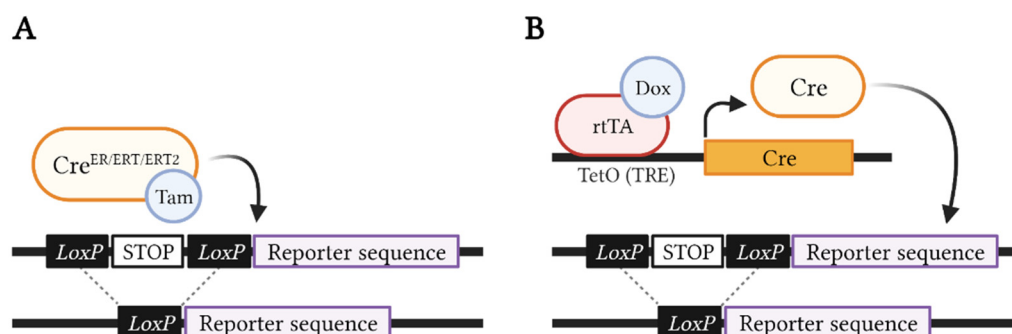 A
Cre^ER/ERT/ERT2
Tam
LoxP STOP LoxP Reporter sequence
LoxP Reporter sequence
B
Dox
Cre
rtTA
Cre
TetO (TRE)
LoxP STOP LoxP Reporter sequence
LoxP Reporter sequence